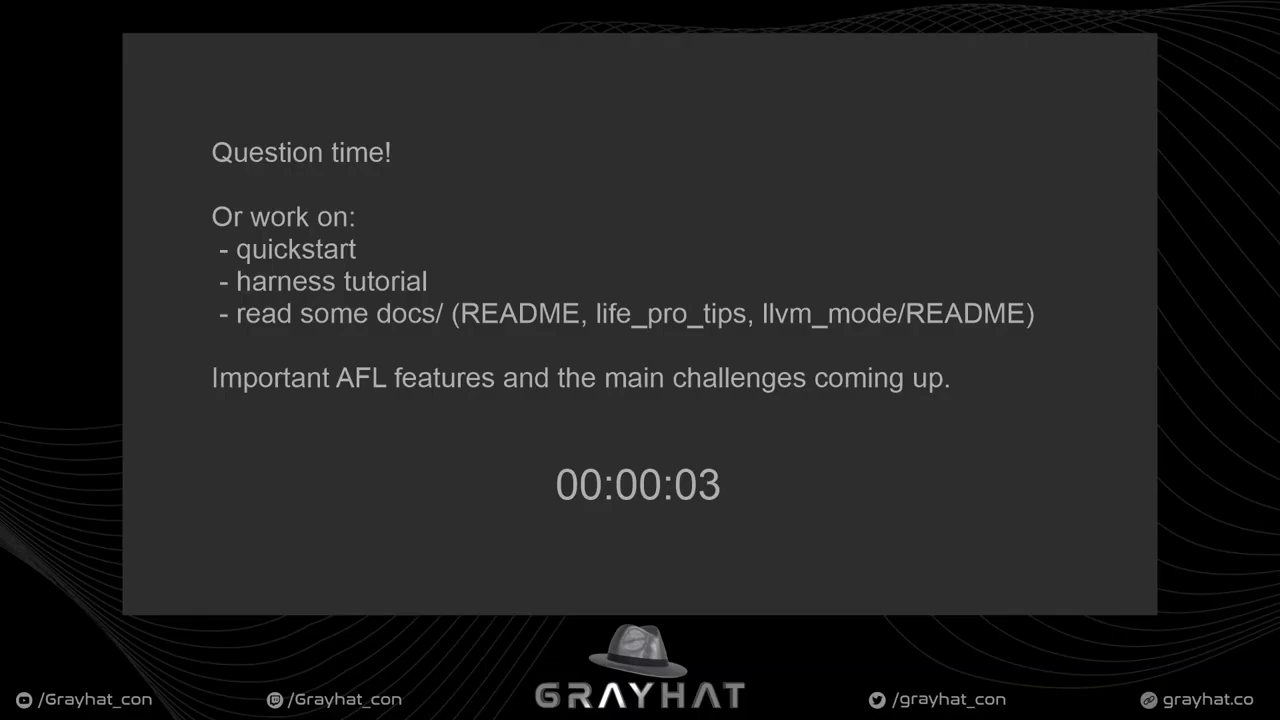 Question time!
Or work on:
- quickstart
- harness tutorial
- read some docs/ (README, life_pro_tips, llvm_mode/README)
Important AFL features and the main challenges coming up.
00:00:03
GRAYHAT
/Grayhat_con
/Grayhat_con
/grayhat_con
grayhat.co